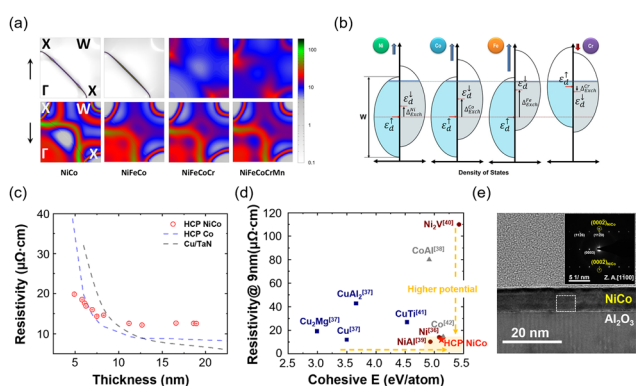 (a)
X W
Γ X
X W
Γ X
NiCo NiFeCo NiFeCoCr NiFeCoCrMn
100
10
1
0.1
(b)
Ni Co Fe Cr
W
Density of States
(c)
HCP NiCo
HCP Co
Cu/TaN
Resistivity (μΩ·cm)
40
35
30
25
20
15
10
5 10 15 20
Thickness (nm)
(d)
Resistivity@ 9nm(μΩ·cm)
120
100
80
60
40
20
0
2.5 3.0 3.5 4.0 4.5 5.0 5.5
Cohesive E (eV/atom)
Ni2V[40]
CoAl[38]
Higher potential
CuAl2[37]
CuTi[41]
Cu2Mg[37]
Cu[37]
Ni[36]
Co[42]
NiAl[39]
HCP NiCo
(e)
(0002)NiCo
5 1/ nm
(0002)NiCo
Z. A.[1100]
NiCo
Al2O3
20 nm